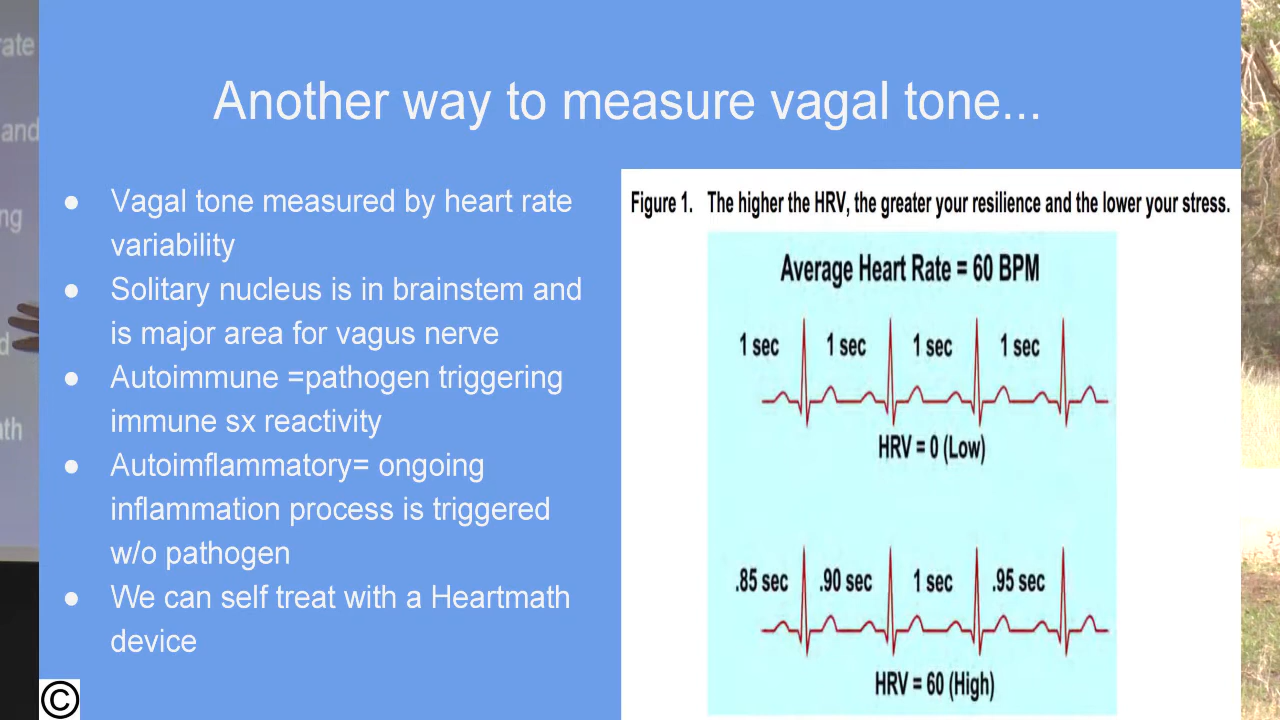 Another way to measure vagal tone...
rate
and
ng
d
ath
● Vagal tone measured by heart rate
variability
● Solitary nucleus is in brainstem and
is major area for vagus nerve
● Autoimmune =pathogen triggering
immune sx reactivity
● Autoimflammatory= ongoing
inflammation process is triggered
w/o pathogen
● We can self treat with a Heartmath
device
Figure 1. The higher the HRV, the greater your resilience and the lower your stress.
Average Heart Rate = 60 BPM
1 sec 1 sec 1 sec 1 sec
HRV = 0 (Low)
.85 sec .90 sec 1 sec .95 sec
HRV = 60 (High)
©